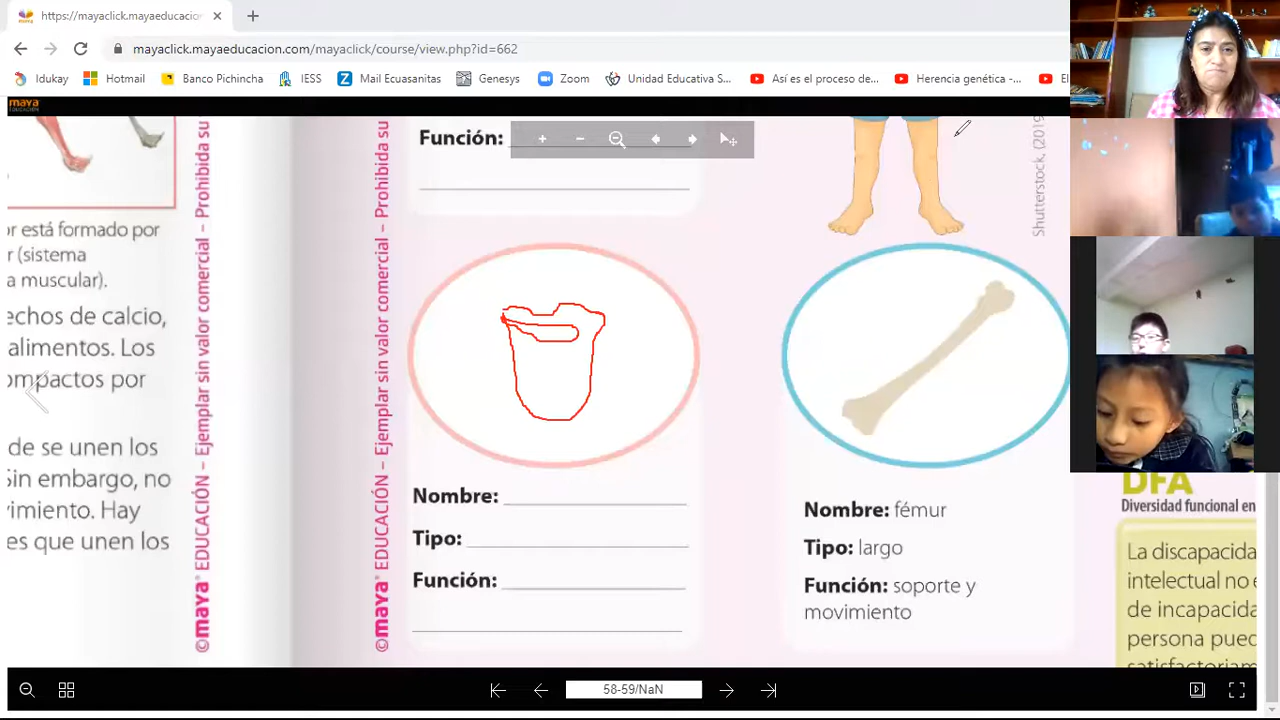 https://mayaclick.mayaeducacio
mayaclick.mayaeducacion.com/mayaclick/course/view.php?id=662
Idukay
Hotmail
Banco Pichincha
IESS
Mail Ecuasanitas
Genesys
Zoom
Unidad Educativa S...
Así es el proceso de...
Herencia genética -...
El
maya
EDUCACIÓN
or está formado por
r (sistema
a muscular).
echos de calcio,
alimentos. Los
ompactos por
de se unen los
Sin embargo, no
vimiento. Hay
es que unen los
©maya® EDUCACIÓN – Ejemplar sin valor comercial – Prohibida su
©maya® EDUCACIÓN – Ejemplar sin valor comercial – Prohibida su
Función:
Nombre:
Tipo:
Función:
Shutterstock, (2019
Nombre: fémur
Tipo: largo
Función: soporte y
movimiento
DFA
Diversidad funcional en
La discapacida
intelectual no e
de incapacida
persona pued
satisfactoriam
58-59/NaN